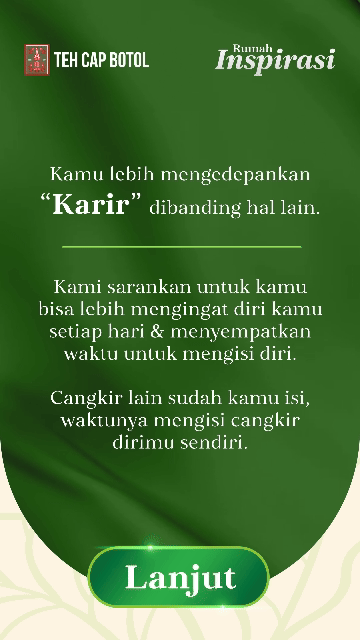 TEH CAP BOTOL
Rumah
Inspirasi
Kamu lebih mengedepankan
“Karir” dibanding hal lain.
Kami sarankan untuk kamu
bisa lebih mengingat diri kamu
setiap hari & menyempatkan
waktu untuk mengisi diri.
Cangkir lain sudah kamu isi,
waktunya mengisi cangkir
dirimu sendiri.
Lanjut